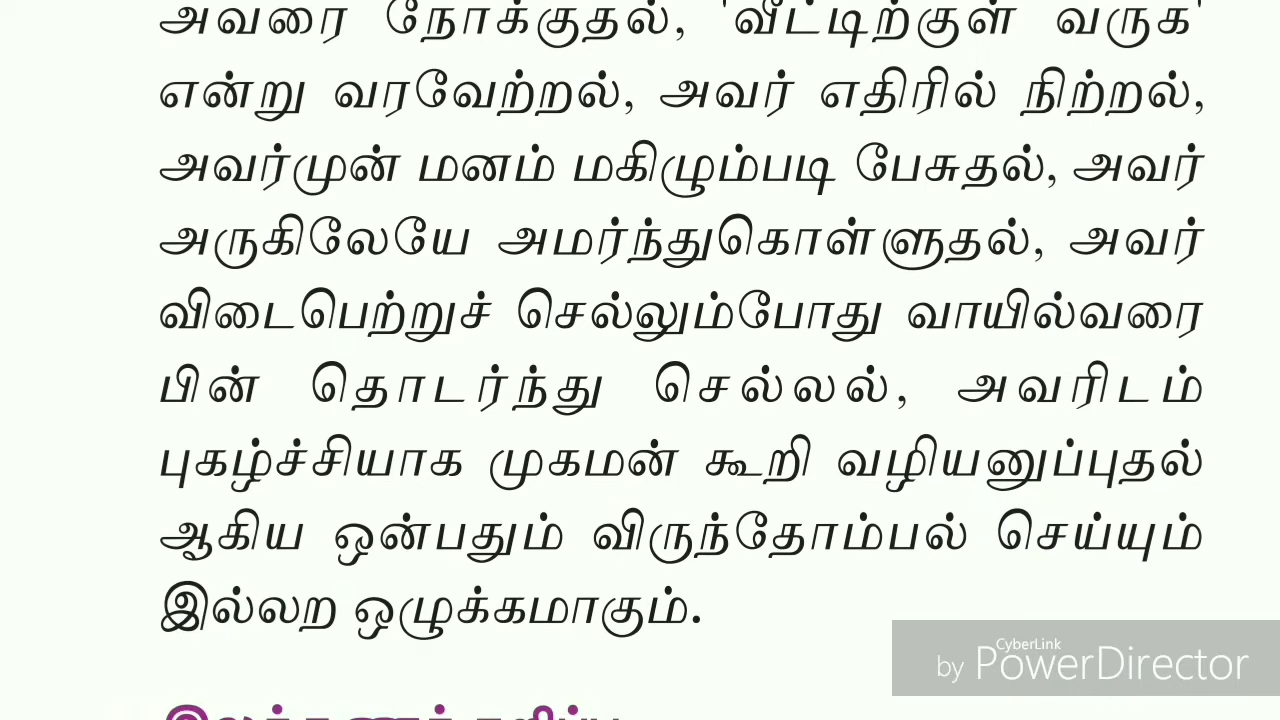 அவரை நோக்குதல், 'வீட்டிற்குள் வருக'
என்று வரவேற்றல், அவர் எதிரில் நிற்றல்,
அவர்முன் மனம் மகிழும்படி பேசுதல், அவர்
அருகிலேயே அமர்ந்துகொள்ளுதல், அவர்
விடைபெற்றுச் செல்லும்போது வாயில்வரை
பின் தொடர்ந்து செல்லல், அவரிடம்
புகழ்ச்சியாக முகமன் கூறி வழியனுப்புதல்
ஆகிய ஒன்பதும் விருந்தோம்பல் செய்யும்
இல்லற ஒழுக்கமாகும்.
by CyberLink PowerDirector